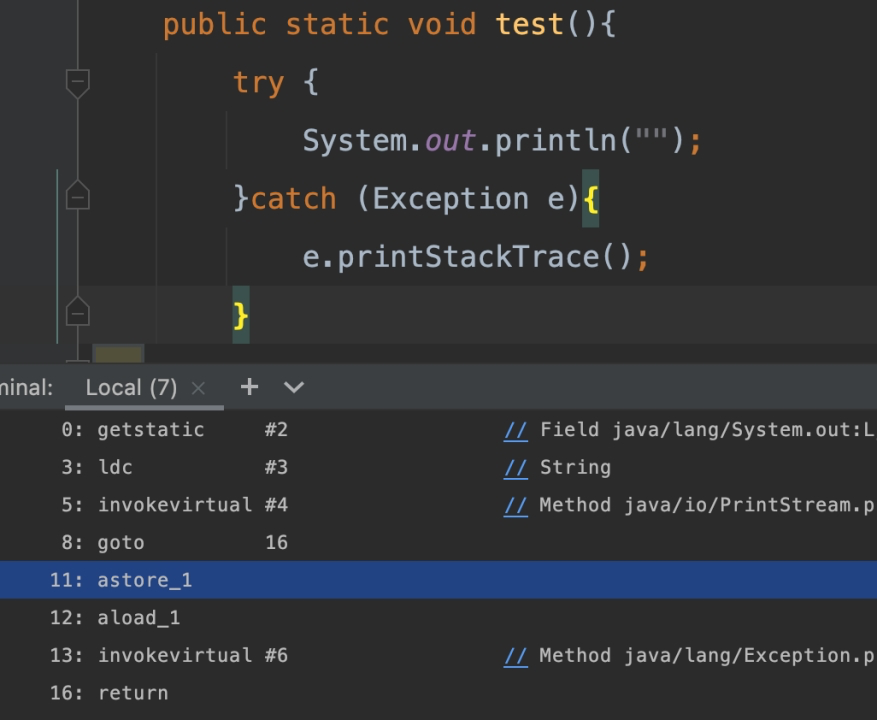 public static void test(){
try {
System.out.println("");
}catch (Exception e){
e.printStackTrace();
}
minal: Local (7) × +
0: getstatic #2 // Field java/lang/System.out:L
3: ldc #3 // String
5: invokevirtual #4 // Method java/io/PrintStream.p
8: goto 16
11: astore_1
12: aload_1
13: invokevirtual #6 // Method java/lang/Exception.p
16: return